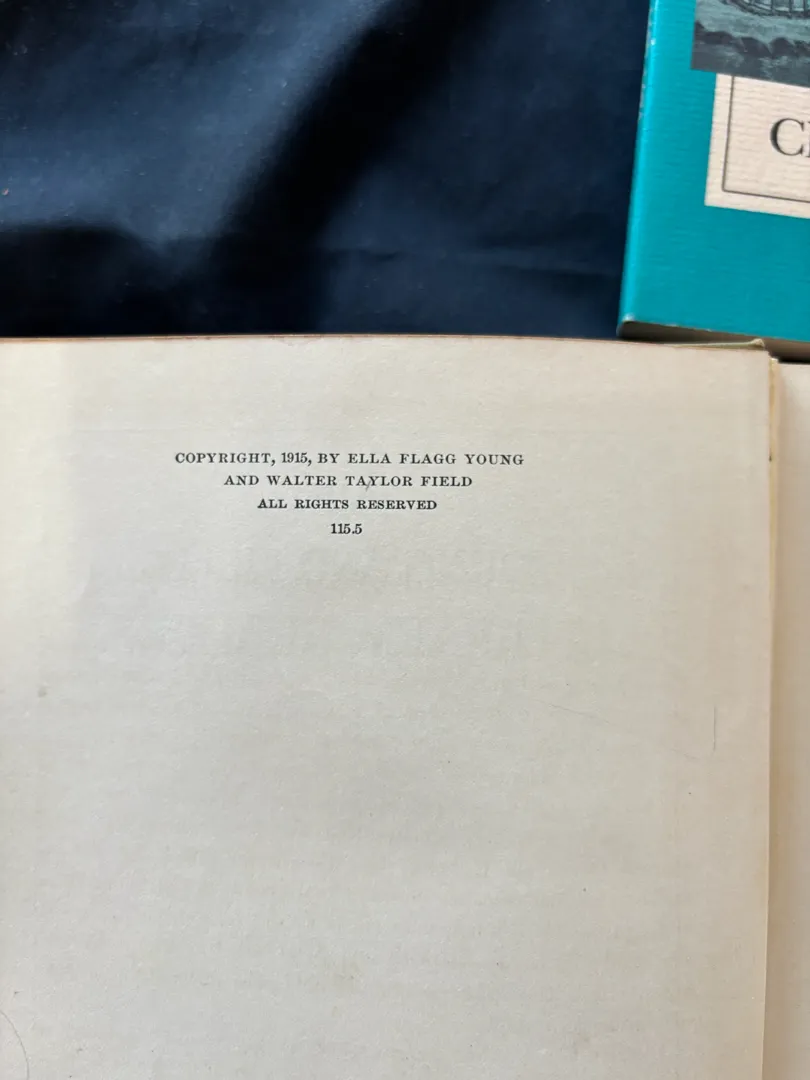 COPYRIGHT, 1915, BY ELLA FLAGG YOUNG
AND WALTER TAYLOR FIELD
ALL RIGHTS RESERVED
115.5